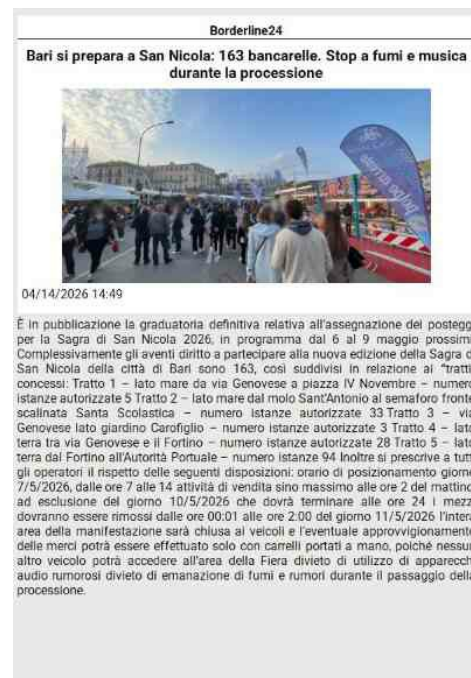 Borderline24
Bari si prepara a San Nicola: 163 bancarelle. Stop a fumi e musica
durante la processione
04/14/2026 14:49
È in pubblicazione la graduatoria definitiva relativa all'assegnazione dei postegg
per la Sagra di San Nicola 2026, in programma dal 6 al 9 maggio prossim
Complessivamente gli aventi diritto a partecipare alla nuova edizione della Sagra d
San Nicola della città di Bari sono 163, così suddivisi in relazione ai "tratti
concessi: Tratto 1 – lato mare da via Genovese a piazza IV Novembre – numero
istanze autorizzate 5 Tratto 2 – lato mare dal molo Sant'Antonio al semaforo fronte
scalinata Santa Scolastica – numero istanze autorizzate 33 Tratto 3 – via
Genovese lato giardino Carofiglio – numero istanze autorizzate 3 Tratto 4 – lato
terra tra via Genovese e il Fortino – numero istanze autorizzate 28 Tratto 5 – lato
terra dal Fortino all'Autorità Portuale – numero istanze 94 Inoltre si prescrive a tutt
gli operatori il rispetto delle seguenti disposizioni: orario di posizionamento giorno
7/5/2026, dalle ore 7 alle 14 attività di vendita sino massimo alle ore 2 del mattino
ad esclusione del giorno 10/5/2026 che dovrà terminare alle ore 24 i mezz
dovranno essere rimossi dalle ore 00:01 alle ore 2:00 del giorno 11/5/2026 l'inter
area della manifestazione sarà chiusa ai veicoli e l'eventuale approvvigionamento
delle merci potrà essere effettuato solo con carrelli portati a mano, poiché nessun
altro veicolo potrà accedere all'area della Fiera divieto di utilizzo di apparecch
audio rumorosi divieto di emanazione di fumi e rumori durante il passaggio della
processione.